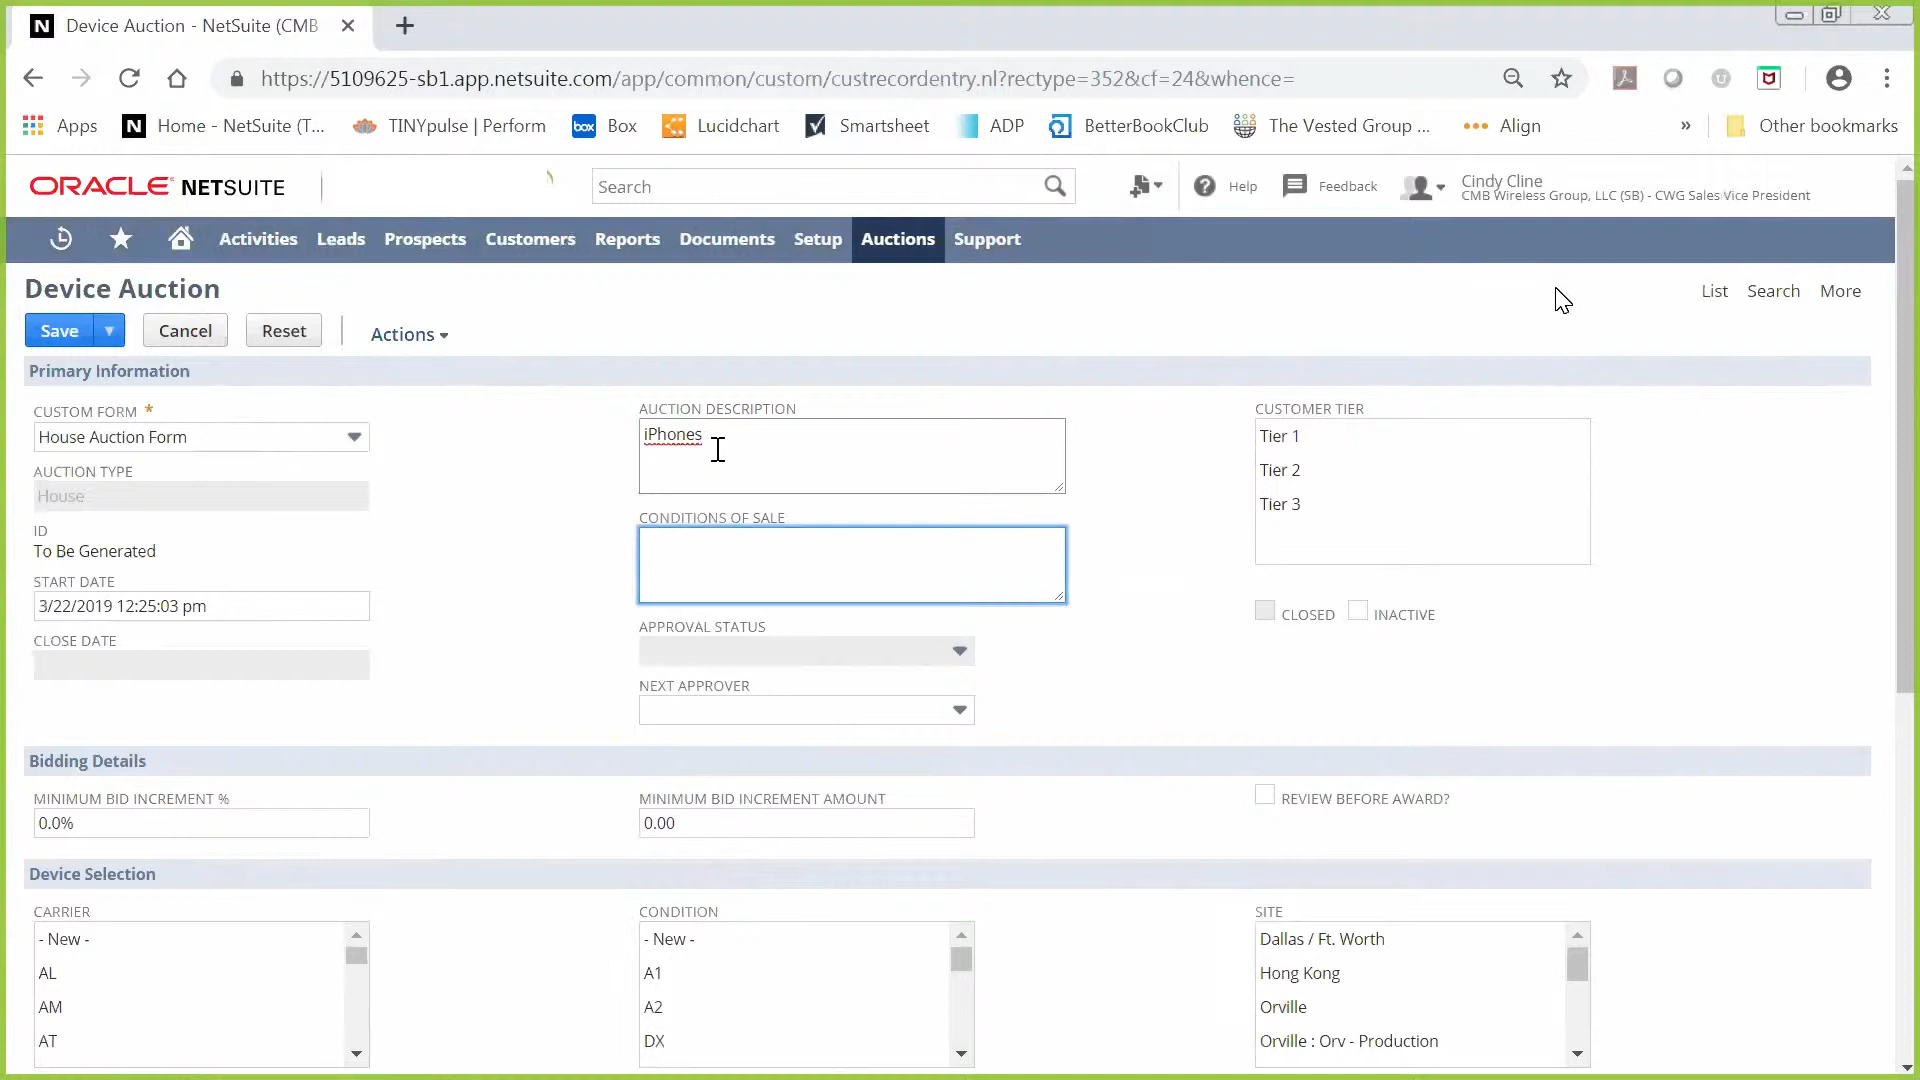 N Device Auction - NetSuite (CMB
https://5109625-sb1.app.netsuite.com/app/common/custom/custrecordentry.nl?rectype=352&cf=24&whence=
Apps N Home - NetSuite (T... TINYpulse | Perform box Box Lucidchart Smartsheet ADP BetterBookClub The Vested Group ... Align » Other bookmarks
ORACLE NETSUITE Search Help Feedback Cindy Cline
CMB Wireless Group, LLC (SB) - CWG Sales Vice President
Activities Leads Prospects Customers Reports Documents Setup Auctions Support
Device Auction List Search More
Save Cancel Reset Actions
Primary Information
CUSTOM FORM * AUCTION DESCRIPTION CUSTOMER TIER
House Auction Form iPhones Tier 1
AUCTION TYPE Tier 2
House Tier 3
ID CONDITIONS OF SALE
To Be Generated
START DATE
3/22/2019 12:25:03 pm CLOSED INACTIVE
CLOSE DATE APPROVAL STATUS
NEXT APPROVER
Bidding Details
MINIMUM BID INCREMENT % MINIMUM BID INCREMENT AMOUNT REVIEW BEFORE AWARD?
0.0% 0.00
Device Selection
CARRIER CONDITION SITE
- New - - New - Dallas / Ft. Worth
AL A1 Hong Kong
AM A2 Orville
AT DX Orville : Orv - Production